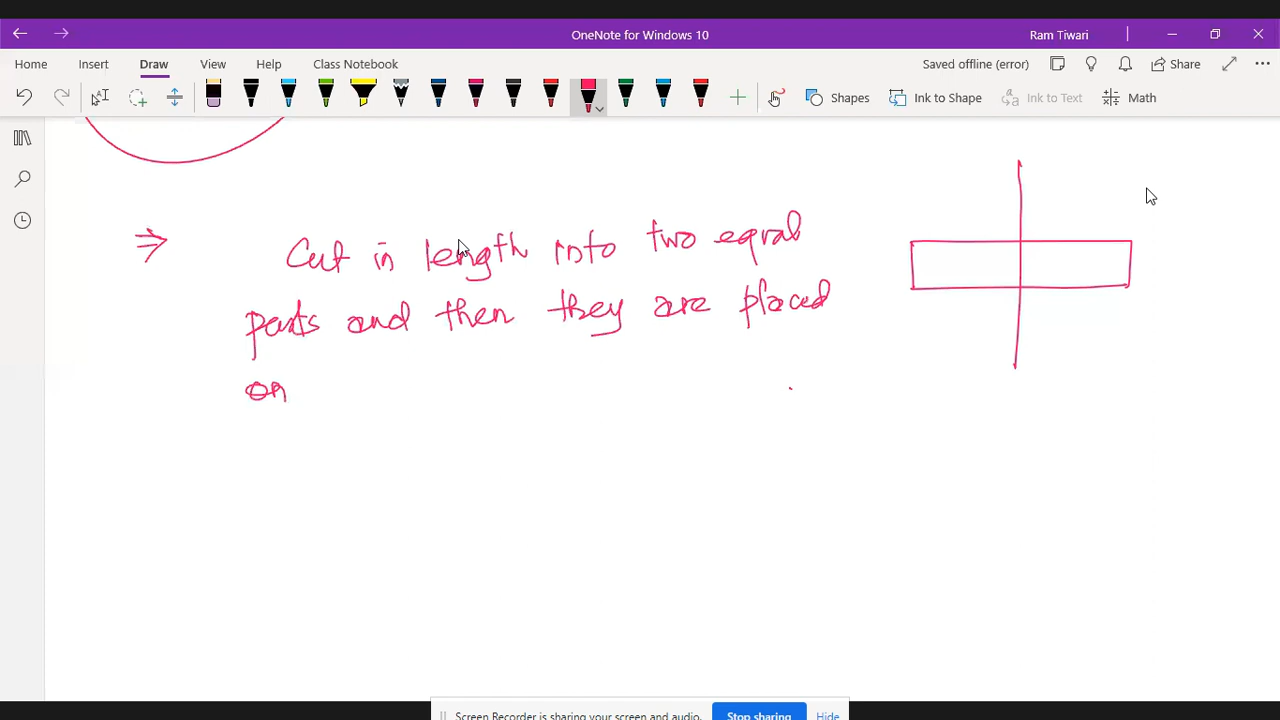 OneNote for Windows 10
Ram Tiwari
Home Insert Draw View Help Class Notebook
Saved offline (error) Share
Shapes Ink to Shape Ink to Text Math
Cut in length into two equal
parts and then they are placed
on
Screen Recorder is sharing your screen and audio. Stop sharing Hide